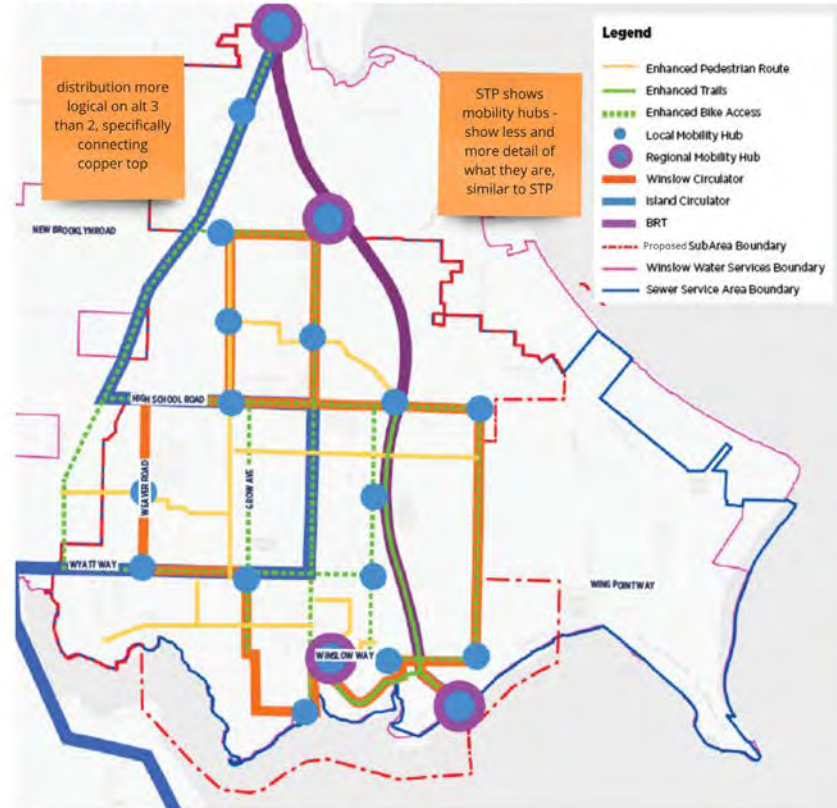 distribution more
logical on alt 3
than 2, specifically
connecting
copper top
STP shows
mobility hubs -
show less and
more detail of
what they are,
similar to STP
Legend
Enhanced Pedestrian Route
Enhanced Trails
Enhanced Bike Access
Local Mobility Hub
Regional Mobility Hub
Winslow Circulator
Island Circulator
BRT
Proposed SubArea Boundary
Winslow Water Services Boundary
Sewer Service Area Boundary
NEW BROOKLYN ROAD
HIGH SCHOOL ROAD
WEAVER ROAD
GROW AVE
WYATT WAY
WING POINT WAY
WINSLOW WAY